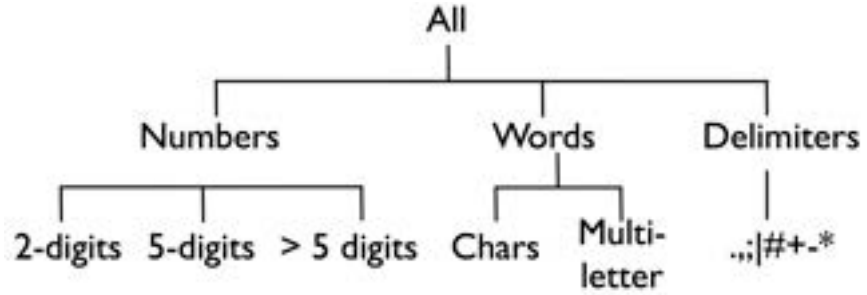 All
Numbers Words Delimiters
2-digits 5-digits > 5 digits Chars Multi-
letter .,;|#+-*